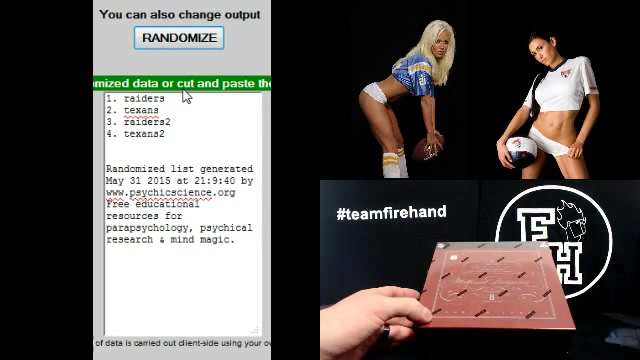 You can also change output
RANDOMIZE
omized data or cut and paste the
1. raiders
2. texans
3. raiders2
4. texans2
Randomized list generated
May 31 2015 at 21:9:40 by
www.psychicscience.org
Free educational
resources for
parapsychology, psychical
research & mind magic.
of data is carried out client-side using your ow
#teamfirehand
F
H